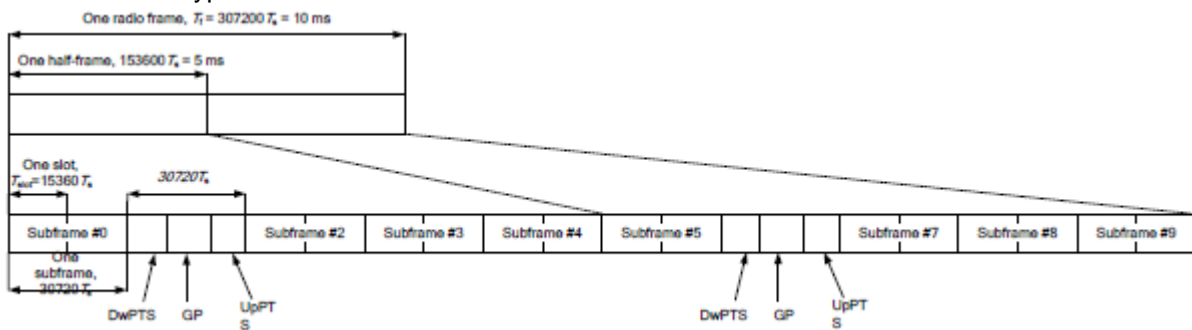 One radio frame, Tf = 307200 Ts = 10 ms
One half-frame, 153600 Ts = 5 ms
One slot,
Tslot=15360 Ts
30720Ts
Subframe #0
Subframe #2
Subframe #3
Subframe #4
Subframe #5
Subframe #7
Subframe #8
Subframe #9
One
subframe,
30720 Ts
DwPTS
GP
UpPT
S
DwPTS
GP
UpPT
S